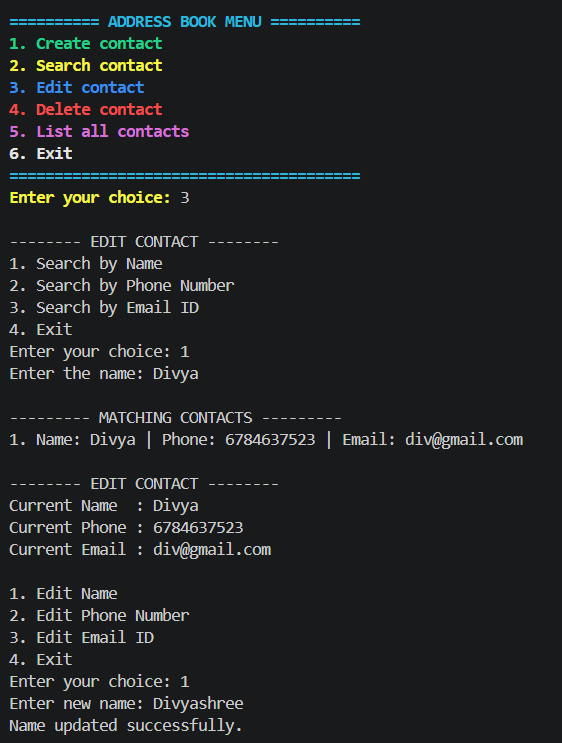 ========== ADDRESS BOOK MENU ==========
1. Create contact
2. Search contact
3. Edit contact
4. Delete contact
5. List all contacts
6. Exit
=======================================
Enter your choice: 3
-------- EDIT CONTACT --------
1. Search by Name
2. Search by Phone Number
3. Search by Email ID
4. Exit
Enter your choice: 1
Enter the name: Divya
--------- MATCHING CONTACTS ---------
1. Name: Divya | Phone: 6784637523 | Email: div@gmail.com
-------- EDIT CONTACT --------
Current Name  : Divya
Current Phone : 6784637523
Current Email : div@gmail.com
1. Edit Name
2. Edit Phone Number
3. Edit Email ID
4. Exit
Enter your choice: 1
Enter new name: Divyashree
Name updated successfully.